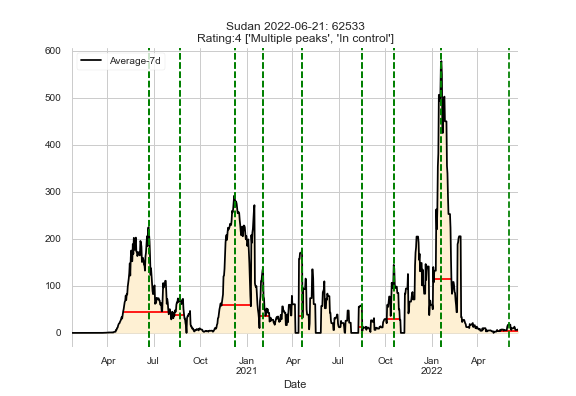 Sudan 2022-06-21: 62533
Rating:4 ['Multiple peaks', 'In control']
600
Average-7d
500
400
300
200
100
0
Apr Jul Oct Jan Apr Jul Oct Jan Apr
2021 2022
Date